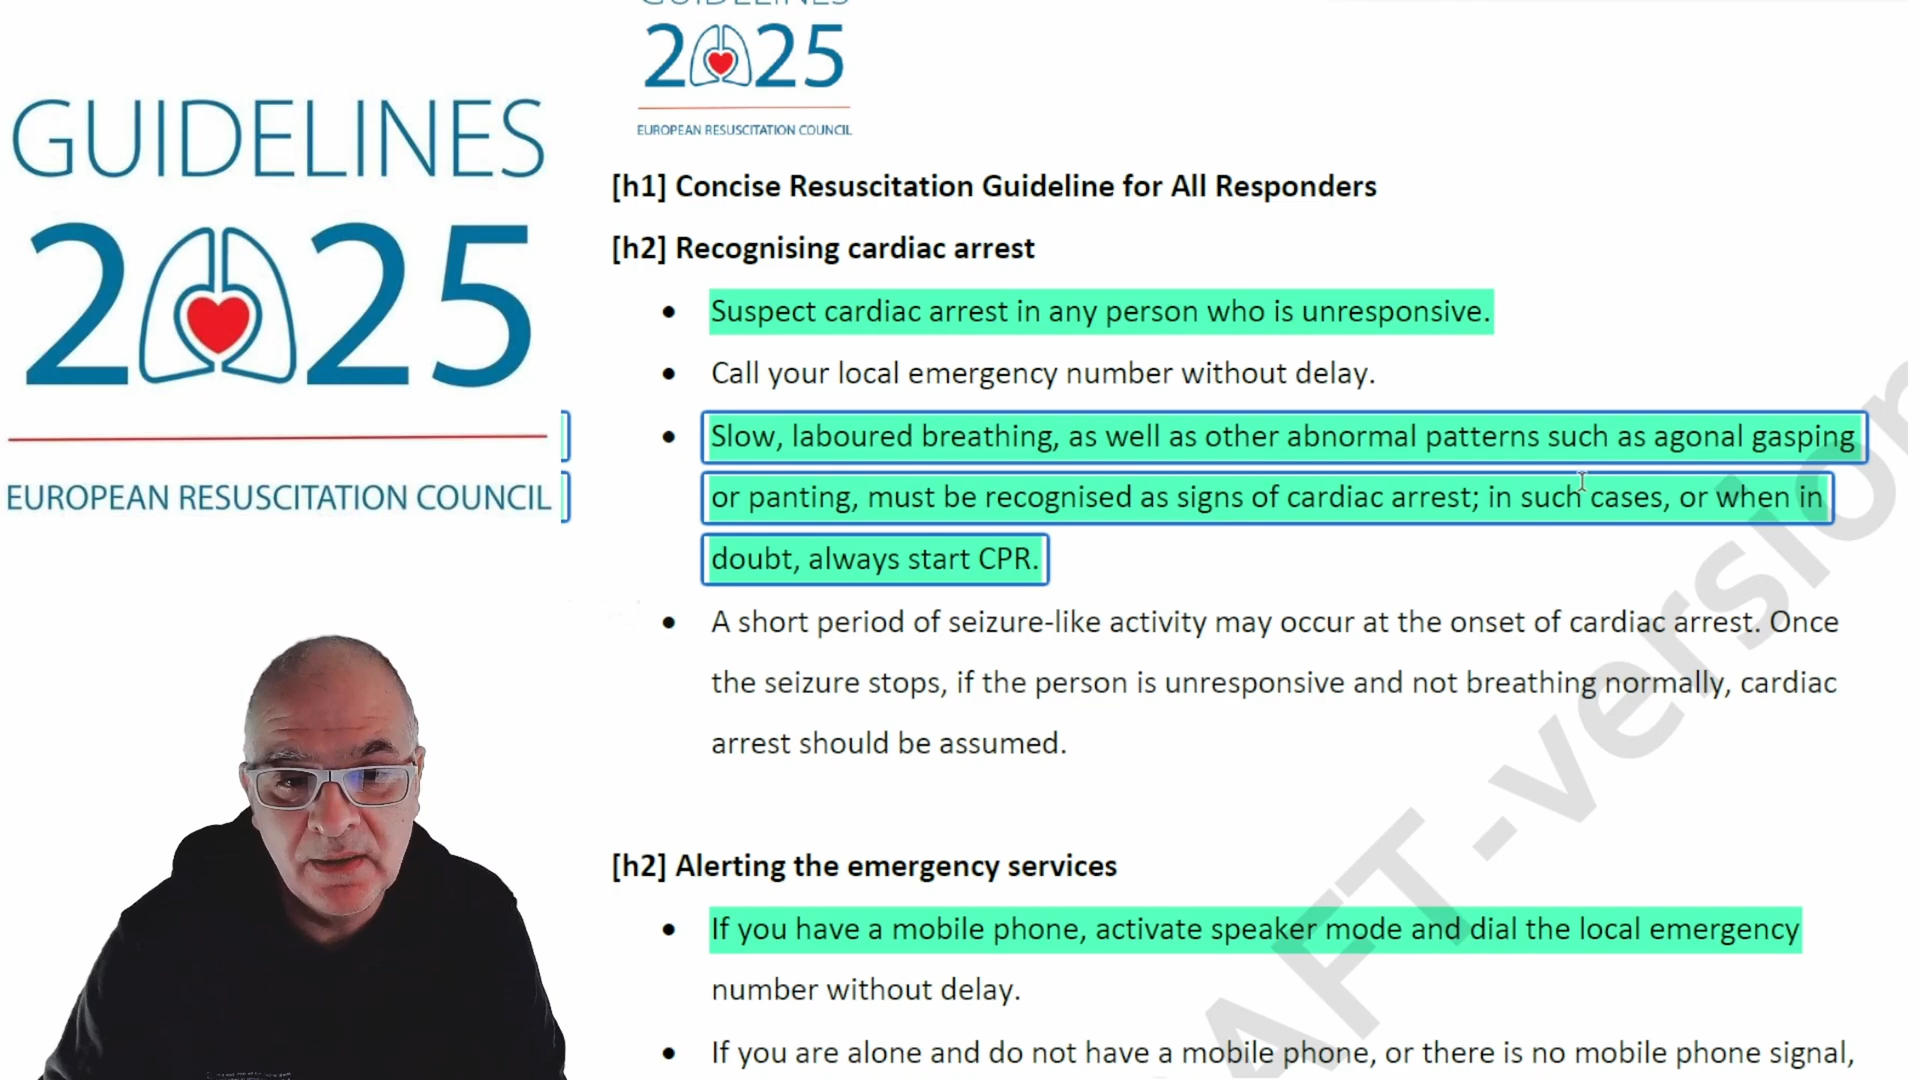 GUIDELINES
2025
EUROPEAN RESUSCITATION COUNCIL
GUIDELINES
2025
EUROPEAN RESUSCITATION COUNCIL
[h1] Concise Resuscitation Guideline for All Responders
[h2] Recognising cardiac arrest
• Suspect cardiac arrest in any person who is unresponsive.
• Call your local emergency number without delay.
• Slow, laboured breathing, as well as other abnormal patterns such as agonal gasping
or panting, must be recognised as signs of cardiac arrest; in such cases, or when in
doubt, always start CPR.
• A short period of seizure-like activity may occur at the onset of cardiac arrest. Once
the seizure stops, if the person is unresponsive and not breathing normally, cardiac
arrest should be assumed.
[h2] Alerting the emergency services
• If you have a mobile phone, activate speaker mode and dial the local emergency
number without delay.
• If you are alone and do not have a mobile phone, or there is no mobile phone signal,
AFT-version